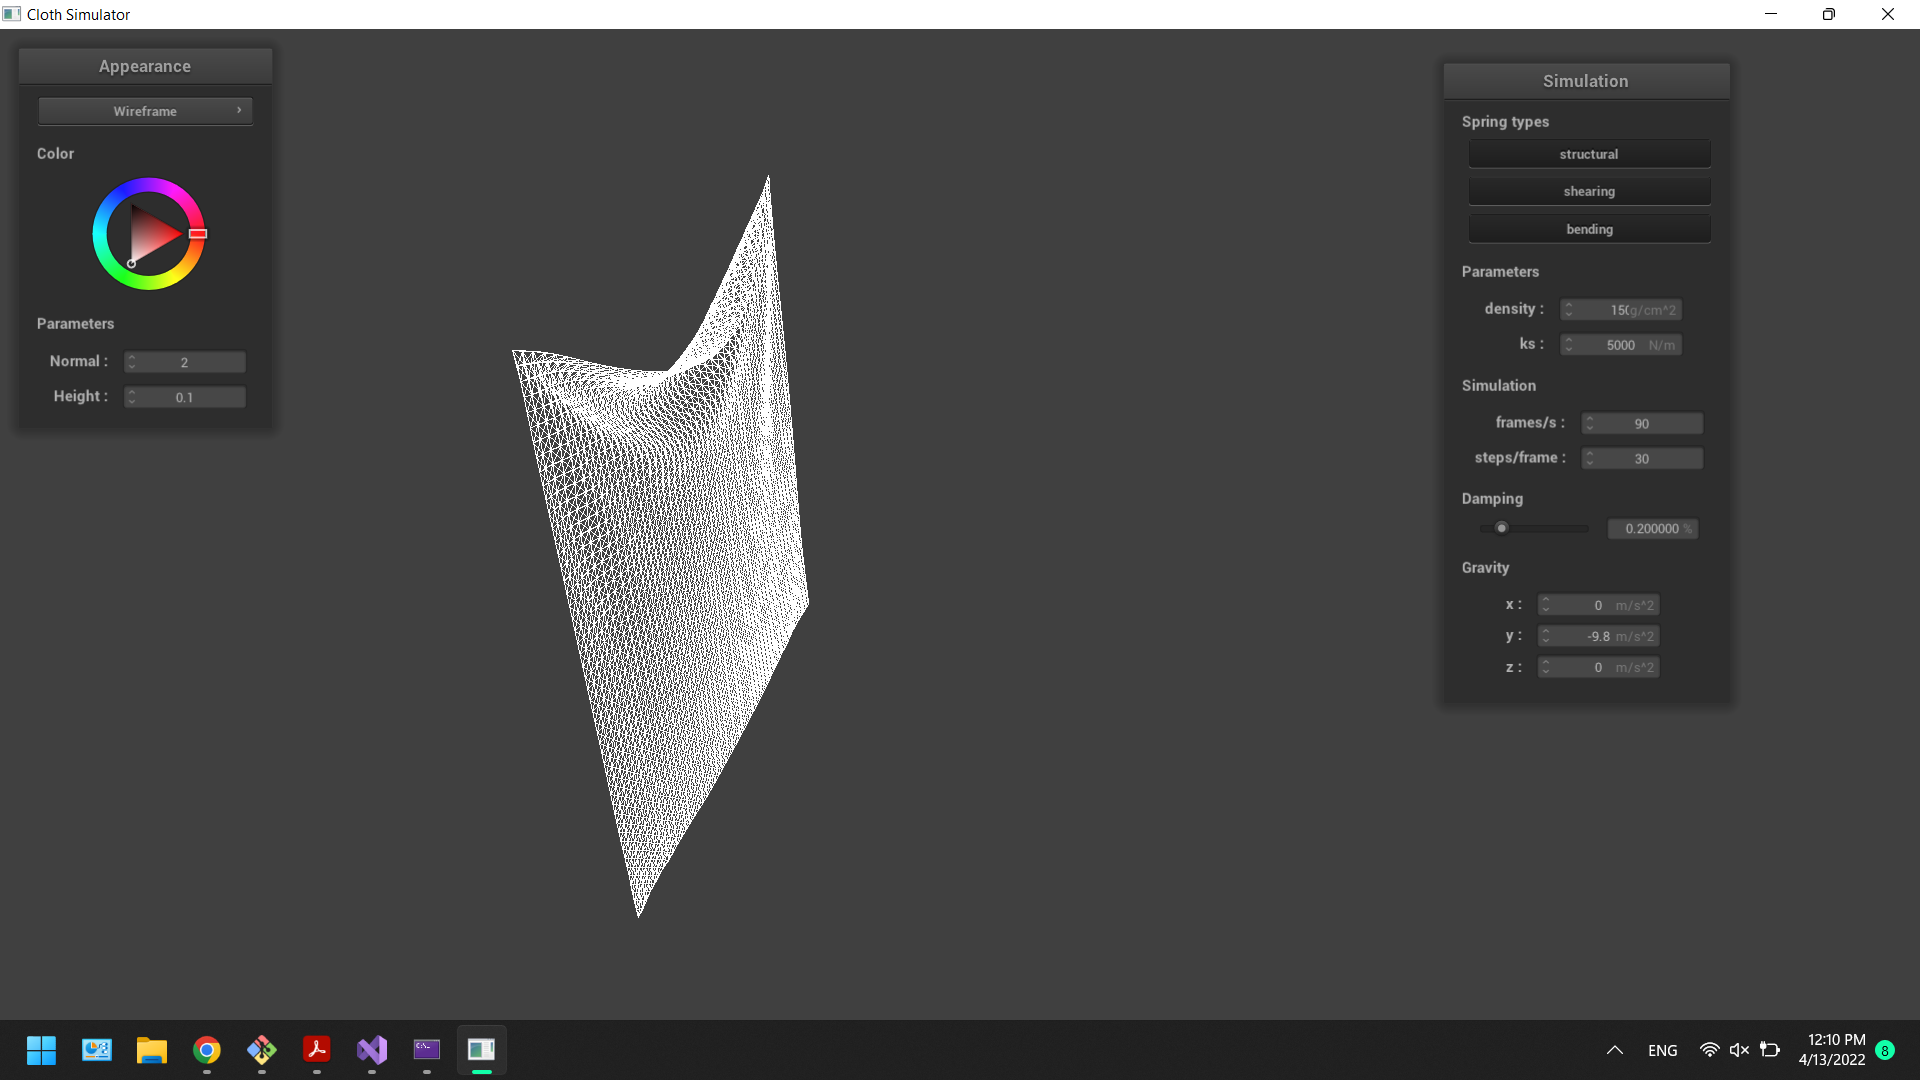 Cloth Simulator
Appearance
Wireframe
Color
Parameters
Normal : 2
Height : 0.1
Simulation
Spring types
structural
shearing
bending
Parameters
density : 150 g/cm^2
ks : 5000 N/m
Simulation
frames/s : 90
steps/frame : 30
Damping
0.200000 %
Gravity
x : 0 m/s^2
y : -9.8 m/s^2
z : 0 m/s^2
ENG
12:10 PM
4/13/2022
8